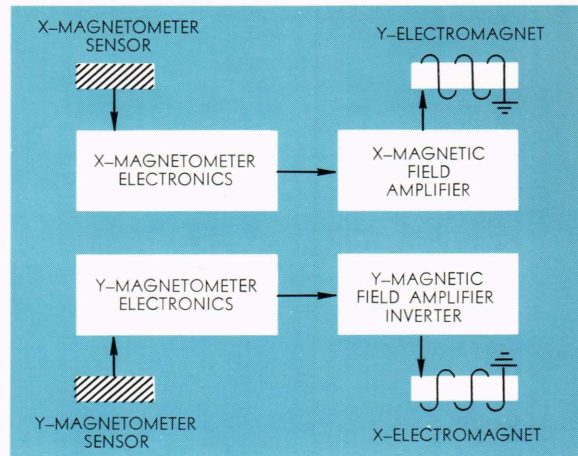 X–MAGNETOMETER
SENSOR
Y–ELECTROMAGNET
X–MAGNETOMETER
ELECTRONICS
X–MAGNETIC
FIELD
AMPLIFIER
Y–MAGNETOMETER
ELECTRONICS
Y–MAGNETIC
FIELD AMPLIFIER
INVERTER
Y–MAGNETOMETER
SENSOR
X–ELECTROMAGNET